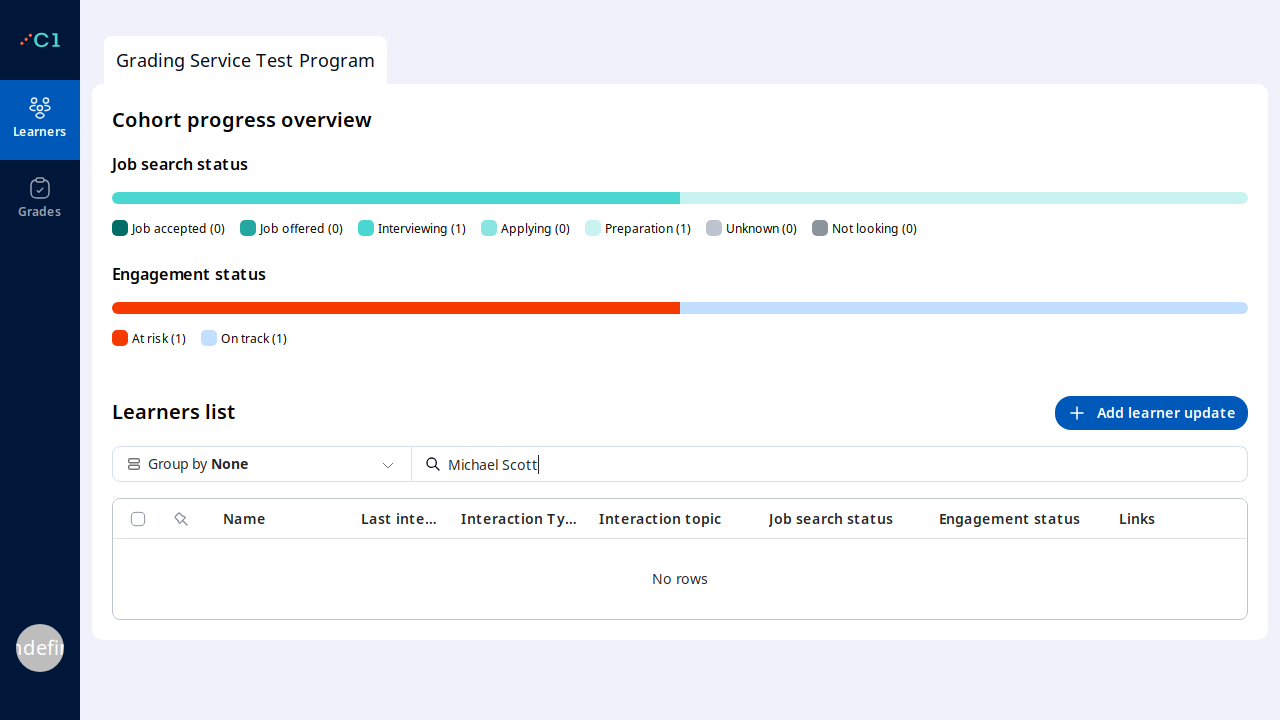 C1
Learners
Grades
ndefin
Grading Service Test Program
Cohort progress overview
Job search status
Job accepted (0) Job offered (0) Interviewing (1) Applying (0) Preparation (1) Unknown (0) Not looking (0)
Engagement status
At risk (1) On track (1)
Learners list
Add learner update
Group by None
Michael Scott
Name Last inte... Interaction Ty... Interaction topic Job search status Engagement status Links
No rows